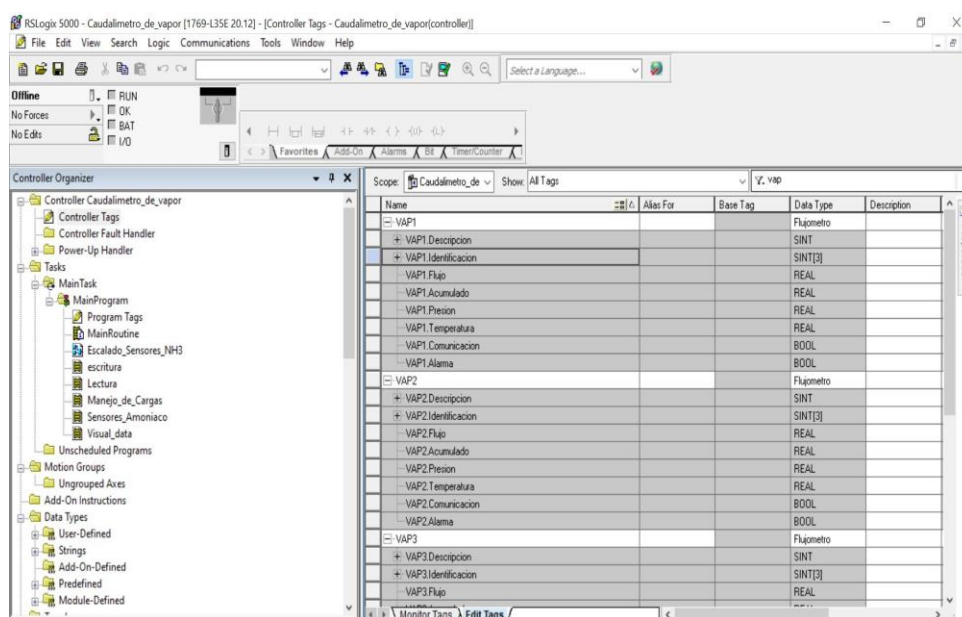 RSLogix 5000 - Caudalimetro_de_vapor [1769-L35E 20.12] - [Controller Tags - Caudalimetro_de_vapor(controller)]
File Edit View Search Logic Communications Tools Window Help
Select a Language...
Offline
RUN
No Forces
OK
BAT
No Edits
I/O
Favorites Add-On Alarms Bit Timer/Counter
Controller Organizer
Scope: Caudalimetro_de Show: All Tags vap
Controller Caudalimetro_de_vapor
Controller Tags
Controller Fault Handler
Power-Up Handler
Tasks
MainTask
MainProgram
Program Tags
MainRoutine
Escalado_Sensores_NH3
escritura
Lectura
Manejo_de_Cargas
Sensores_Amoniaco
Visual_data
Unscheduled Programs
Motion Groups
Ungrouped Axes
Add-On Instructions
Data Types
User-Defined
Strings
Add-On-Defined
Predefined
Module-Defined
Name Alias For Base Tag Data Type Description
VAP1 Flujometro
VAP1.Descripcion SINT
VAP1.Identificacion SINT[3]
VAP1.Flujo REAL
VAP1.Acumulado REAL
VAP1.Presion REAL
VAP1.Temperatura REAL
VAP1.Comunicacion BOOL
VAP1.Alarma BOOL
VAP2 Flujometro
VAP2.Descripcion SINT
VAP2.Identificacion SINT[3]
VAP2.Flujo REAL
VAP2.Acumulado REAL
VAP2.Presion REAL
VAP2.Temperatura REAL
VAP2.Comunicacion BOOL
VAP2.Alarma BOOL
VAP3 Flujometro
VAP3.Descripcion SINT
VAP3.Identificacion SINT[3]
VAP3.Flujo REAL
Monitor Tags Edit Tags